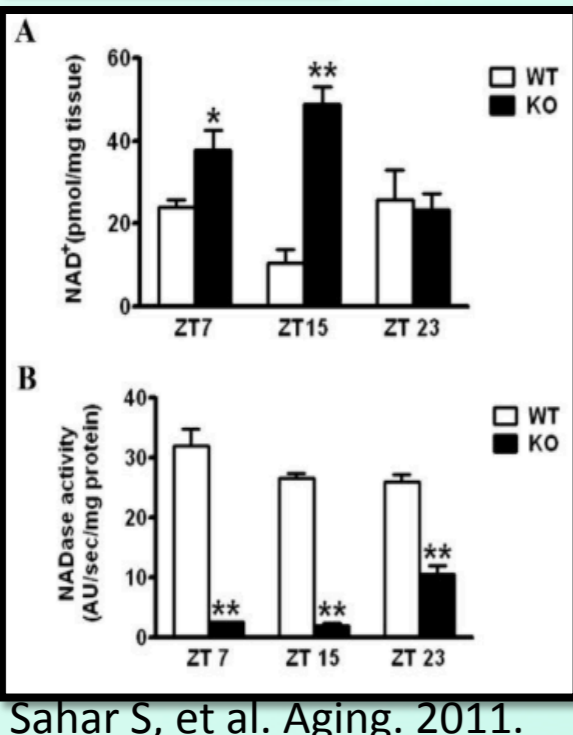 A
NAD⁺(pmol/mg tissue)
60
40
20
0
*
**
WT
KO
ZT7
ZT15
ZT 23
B
NADase activity
(AU/sec/mg protein)
40
30
20
10
0
**
**
**
WT
KO
ZT 7
ZT 15
ZT 23
Sahar S, et al. Aging. 2011.